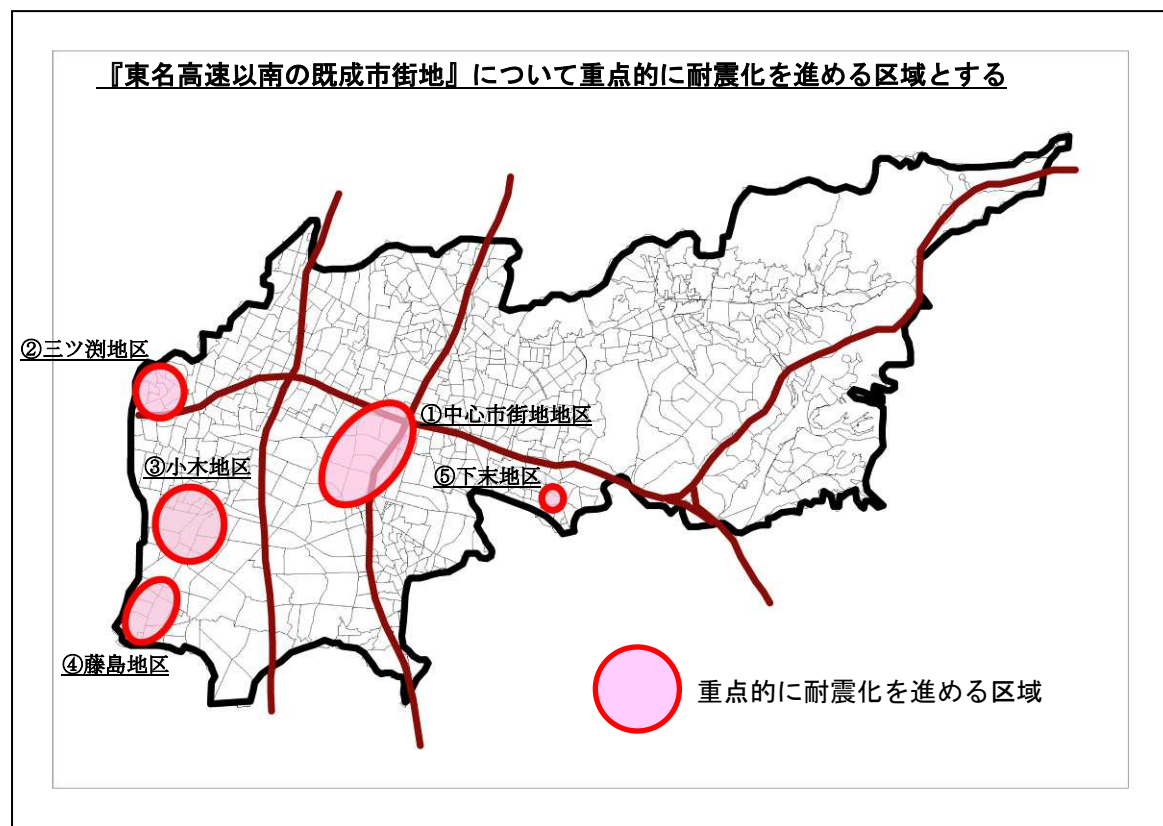 『東名高速以南の既成市街地』について重点的に耐震化を進める区域とする
②三ツ渕地区
①中心市街地地区
③小木地区
⑤下末地区
④藤島地区
重点的に耐震化を進める区域